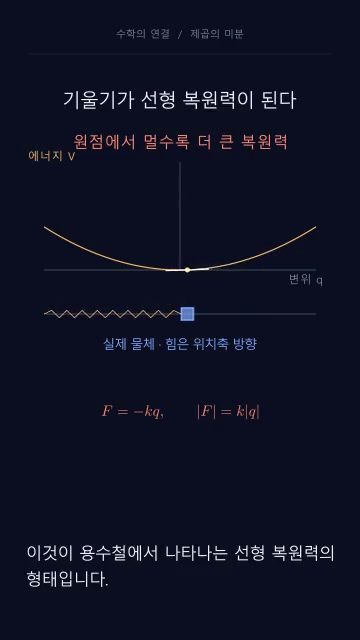 수학의 연결 / 제곱의 미분
기울기가 선형 복원력이 된다
원점에서 멀수록 더 큰 복원력
에너지 V
변위 q
실제 물체 · 힘은 위치축 방향
F = −kq, |F| = k|q|
이것이 용수철에서 나타나는 선형 복원력의
형태입니다.